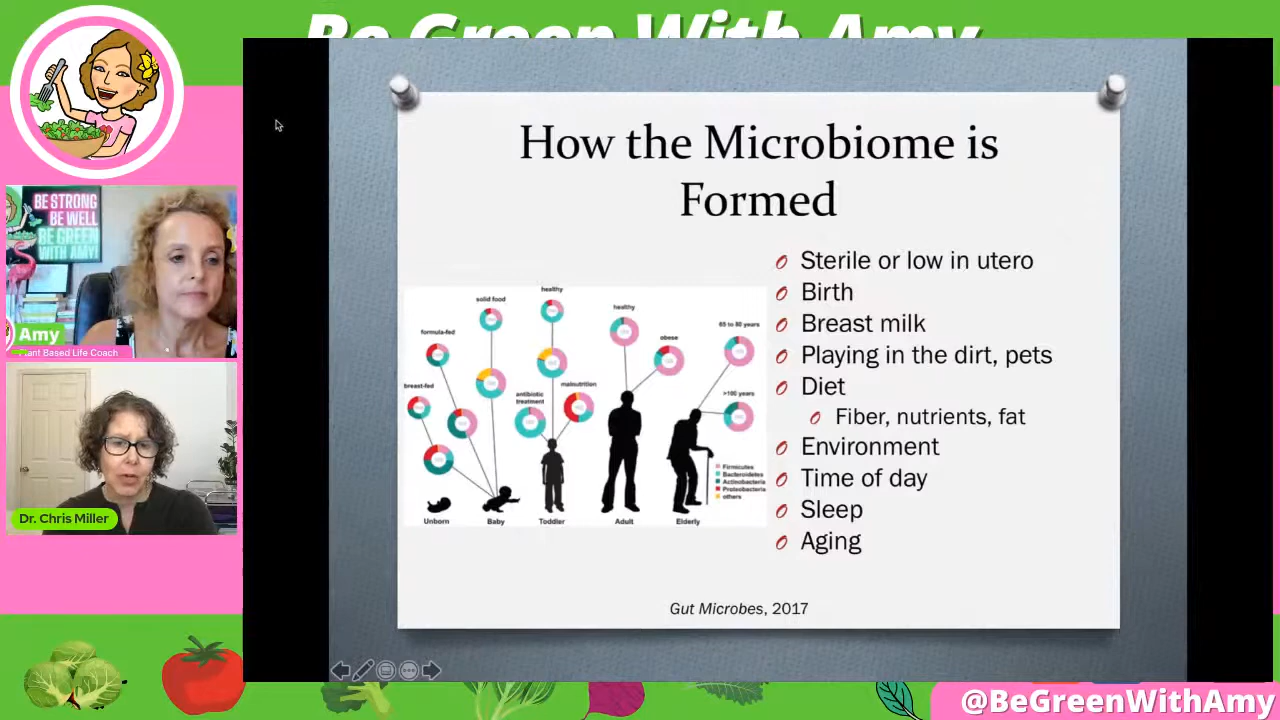 Be Green With Amy
BE STRONG
BE WELL
BE GREEN
WITH AMY!
Amy
Plant Based Life Coach
Dr. Chris Miller
How the Microbiome is
Formed
Sterile or low in utero
Birth
Breast milk
Playing in the dirt, pets
Diet
Fiber, nutrients, fat
Environment
Time of day
Sleep
Aging
healthy
solid food
healthy
formula-fed
65 to 80 years
obese
breast-fed
antibiotic
treatment
malnutrition
>100 years
Firmicutes
Bacteroidetes
Actinobacteria
Proteobacteria
others
Unborn
Baby
Toddler
Adult
Elderly
Gut Microbes, 2017
@BeGreenWithAmy